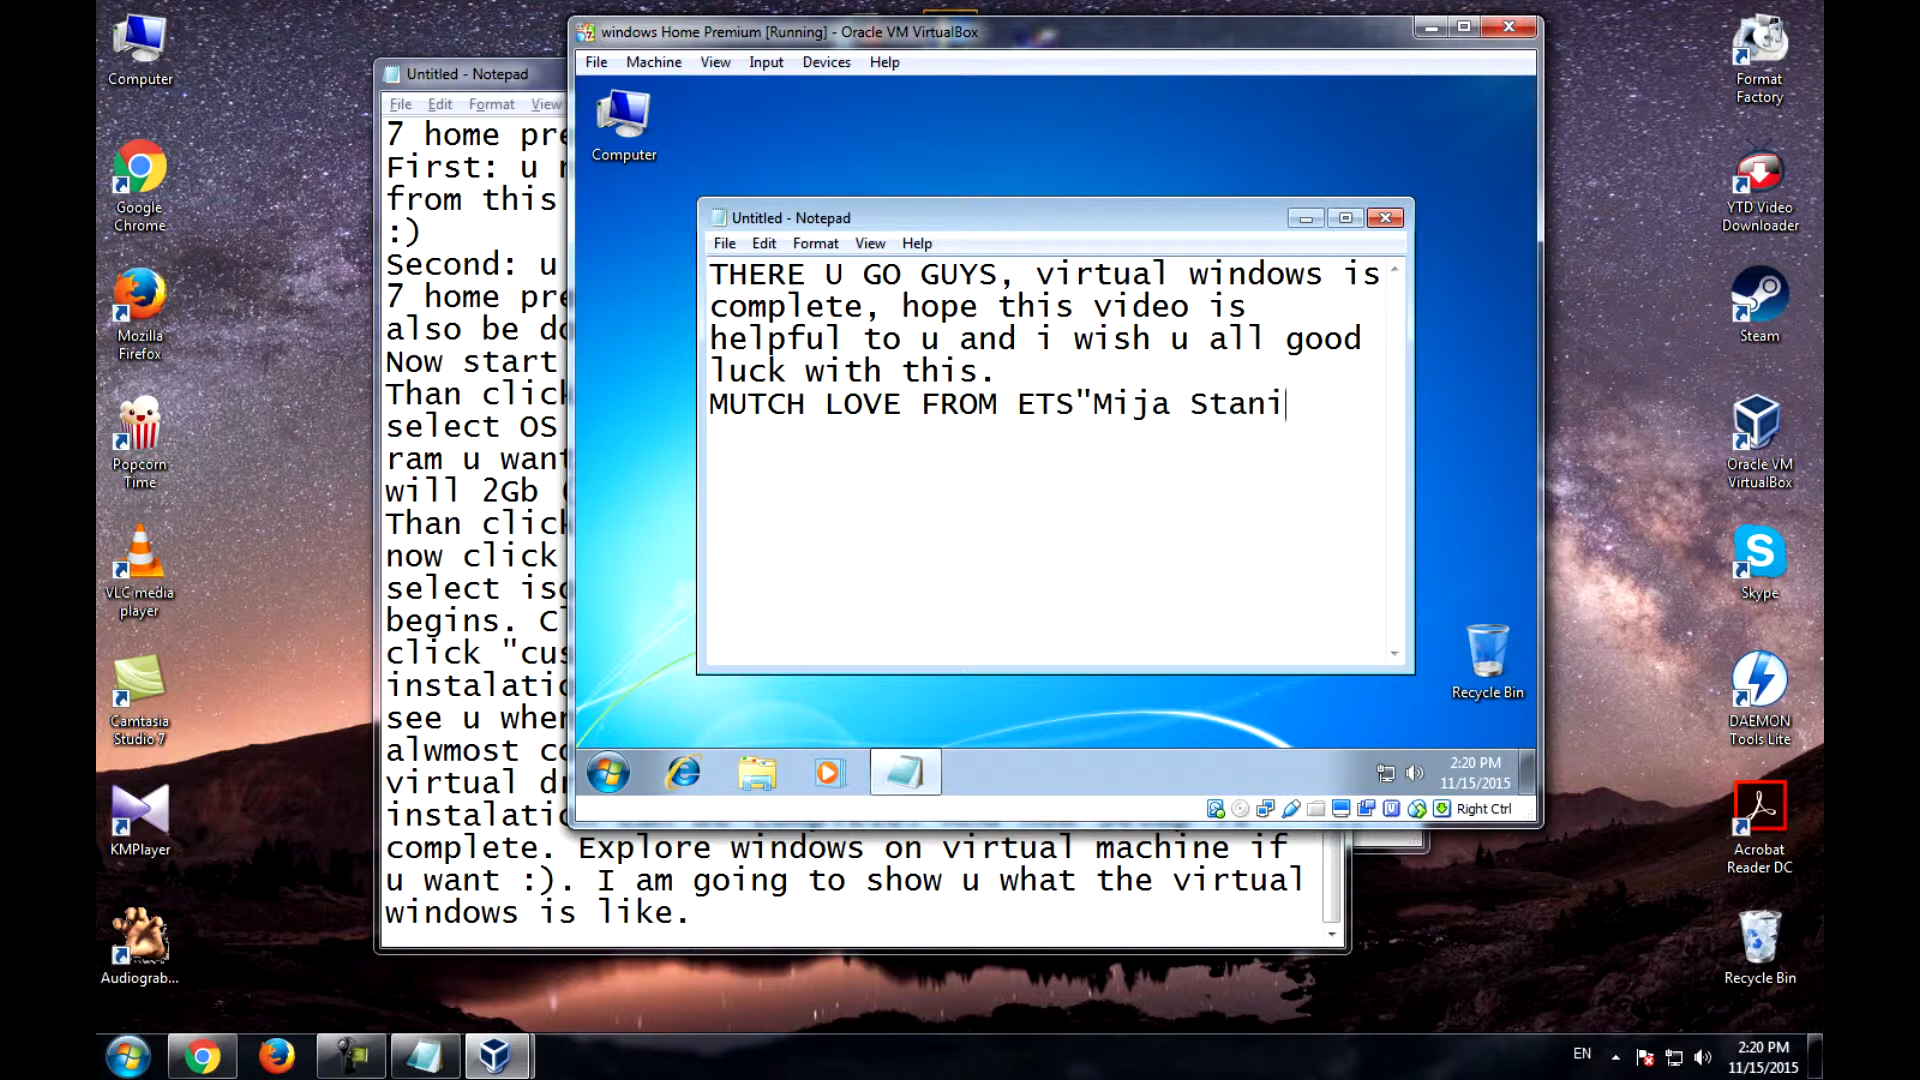 Computer
Google
Chrome
Mozilla
Firefox
Popcorn
Time
VLC media
player
Camtasia
Studio 7
KMPlayer
Audiograb...
Untitled - Notepad
File Edit Format View
7 home pre
First: u
from this
:)
Second: u
7 home pre
also be do
Now start
Than click
select OS
ram u want
will 2Gb
Than click
now click
select iso
begins. Cl
click "cus
instalatio
see u when
alwmost co
virtual dr
instalatio
complete. Explore windows on virtual machine if
u want :). I am going to show u what the virtual
windows is like.
windows Home Premium [Running] - Oracle VM VirtualBox
File Machine View Input Devices Help
Computer
Untitled - Notepad
File Edit Format View Help
THERE U GO GUYS, virtual windows is
complete, hope this video is
helpful to u and i wish u all good
luck with this.
MUTCH LOVE FROM ETS"Mija Stani
Recycle Bin
2:20 PM
11/15/2015
Right Ctrl
Format
Factory
YTD Video
Downloader
Steam
Oracle VM
VirtualBox
Skype
DAEMON
Tools Lite
Acrobat
Reader DC
Recycle Bin
EN
2:20 PM
11/15/2015